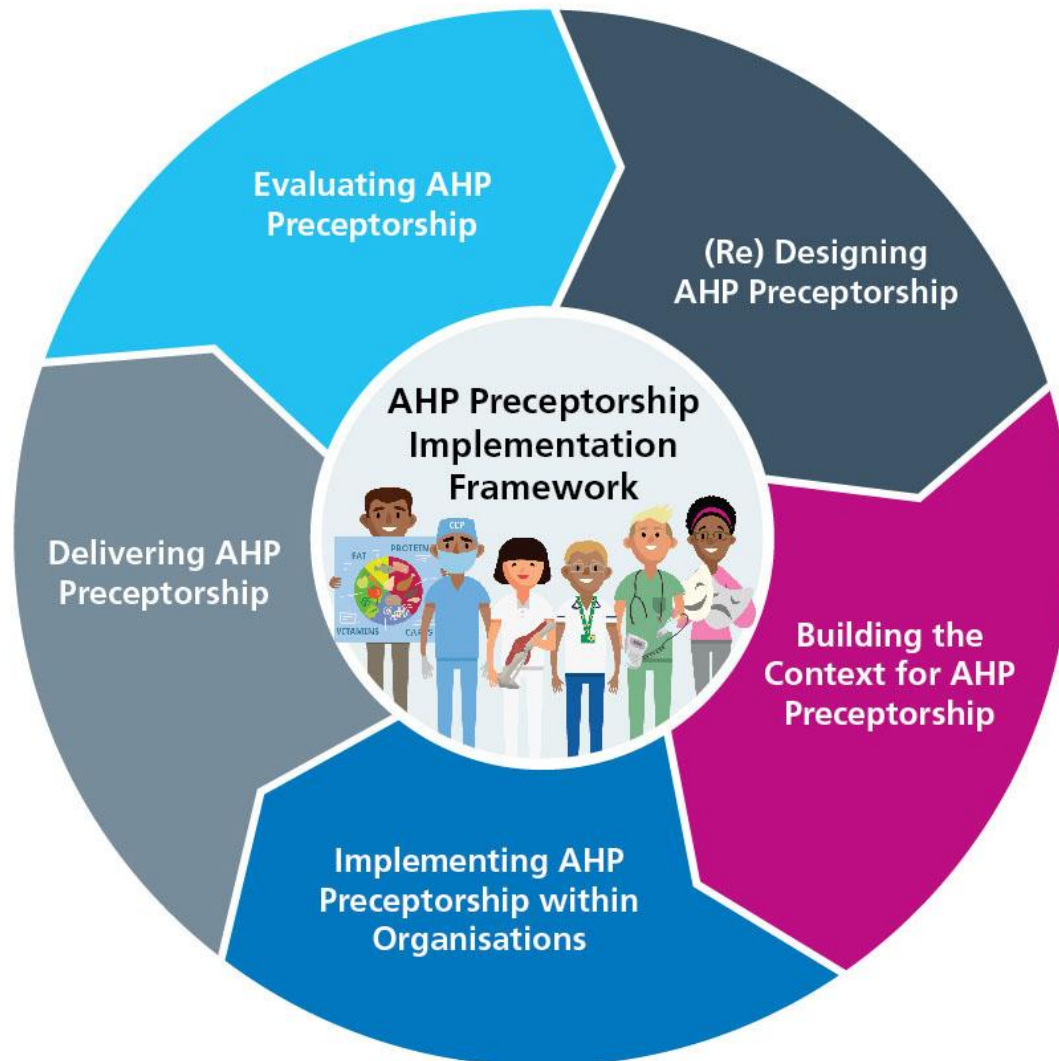 Evaluating AHP
Preceptorship
(Re) Designing
AHP Preceptorship
AHP Preceptorship
Implementation
Framework
CCP
FAT
PROTEIN
VITAMINS
CARBS
Delivering AHP
Preceptorship
Building the
Context for AHP
Preceptorship
Implementing AHP
Preceptorship within
Organisations